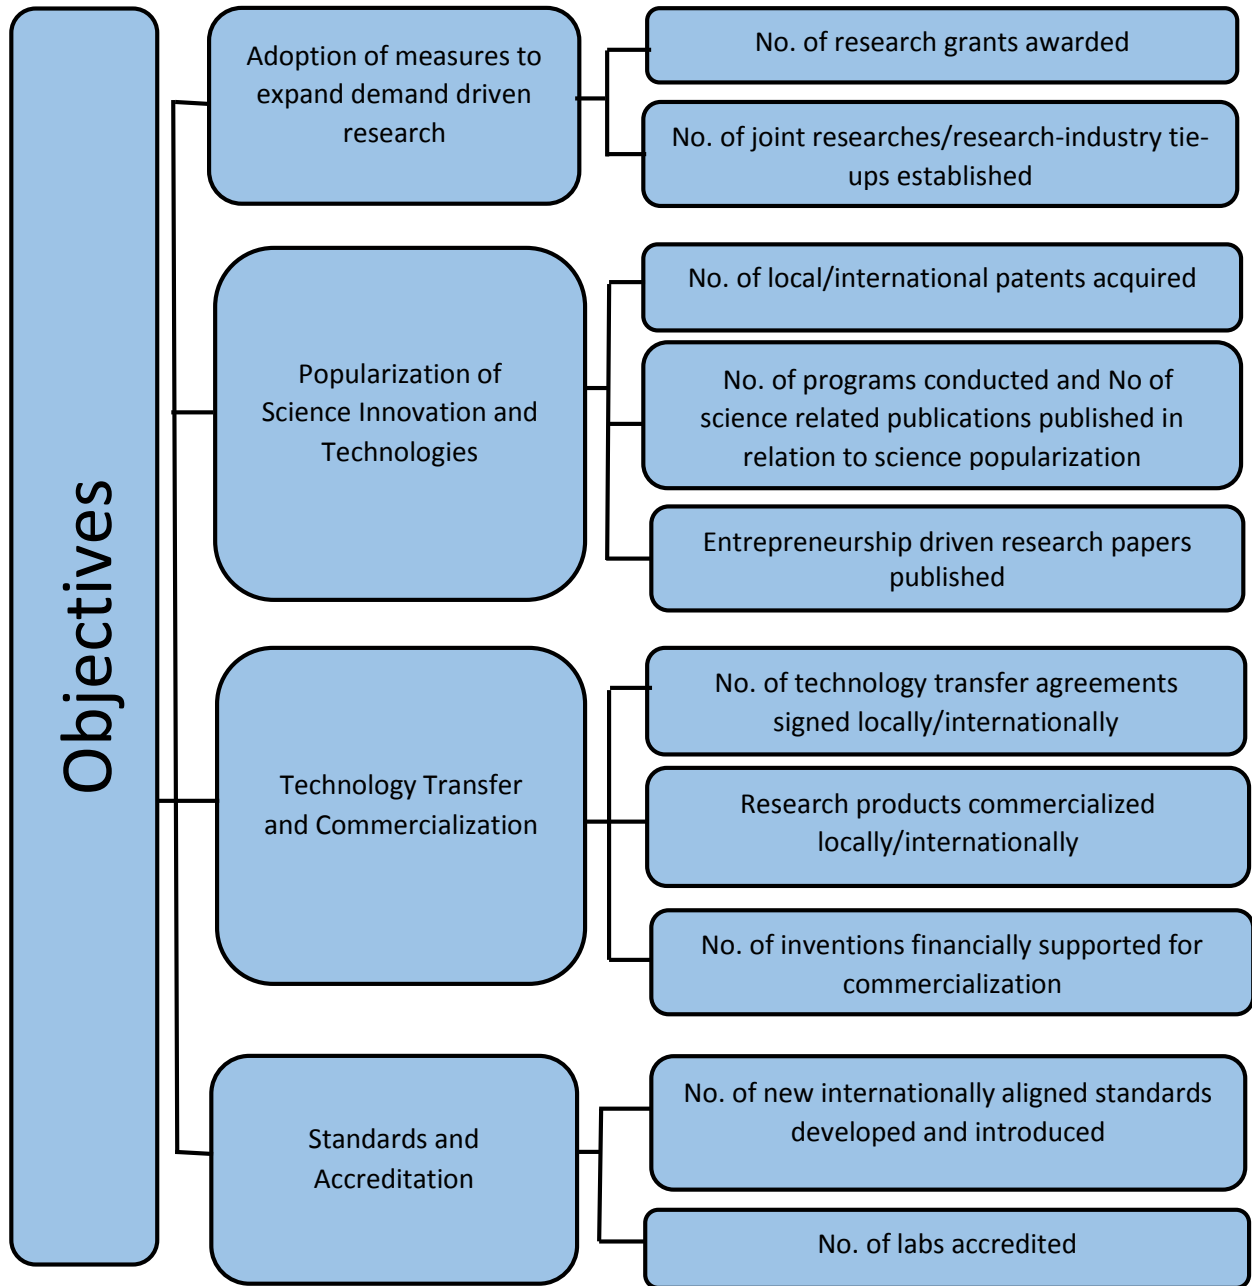 Objectives
Adoption of measures to
expand demand driven
research
No. of research grants awarded
No. of joint researches/research-industry tie-
ups established
Popularization of
Science Innovation and
Technologies
No. of local/international patents acquired
No. of programs conducted and No of
science related publications published in
relation to science popularization
Entrepreneurship driven research papers
published
Technology Transfer
and Commercialization
No. of technology transfer agreements
signed locally/internationally
Research products commercialized
locally/internationally
No. of inventions financially supported for
commercialization
Standards and
Accreditation
No. of new internationally aligned standards
developed and introduced
No. of labs accredited